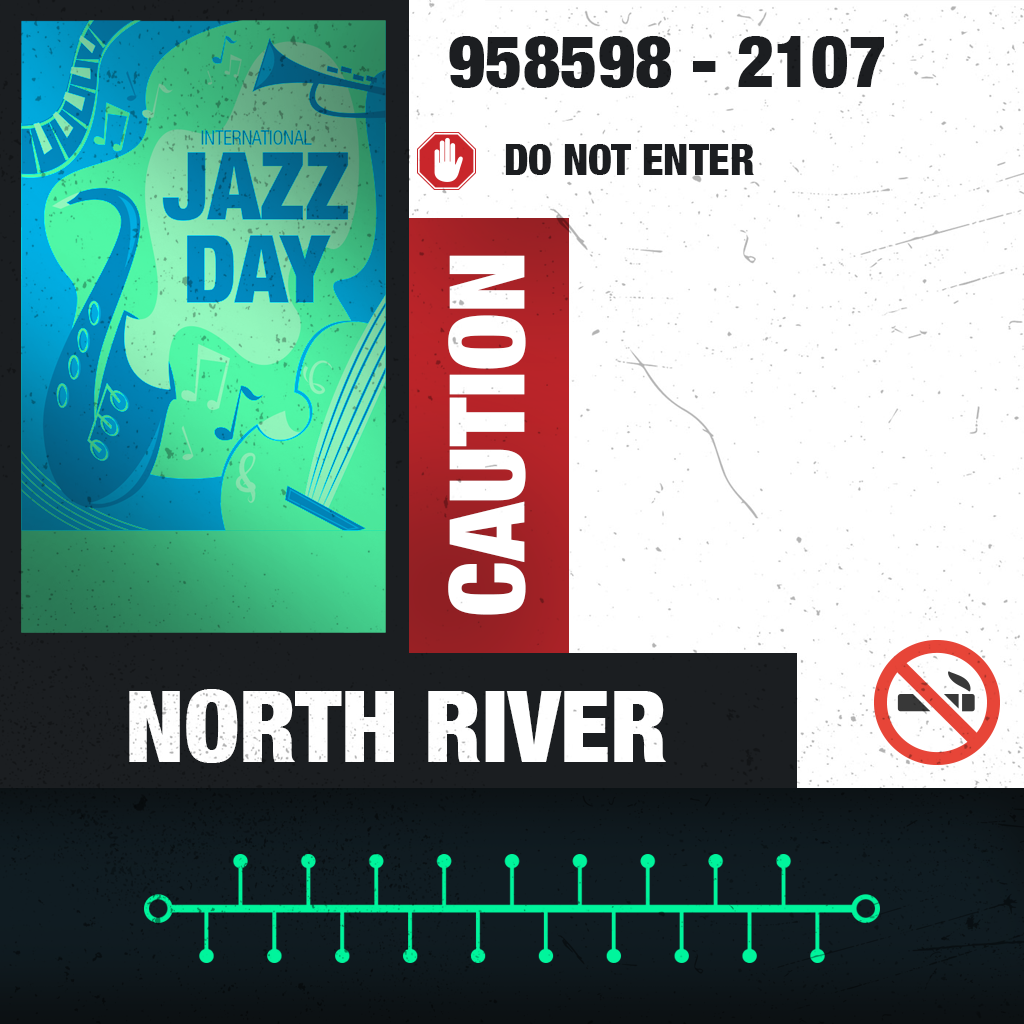 958598 - 2107
DO NOT ENTER
INTERNATIONAL
JAZZ
DAY
CAUTION
NORTH RIVER